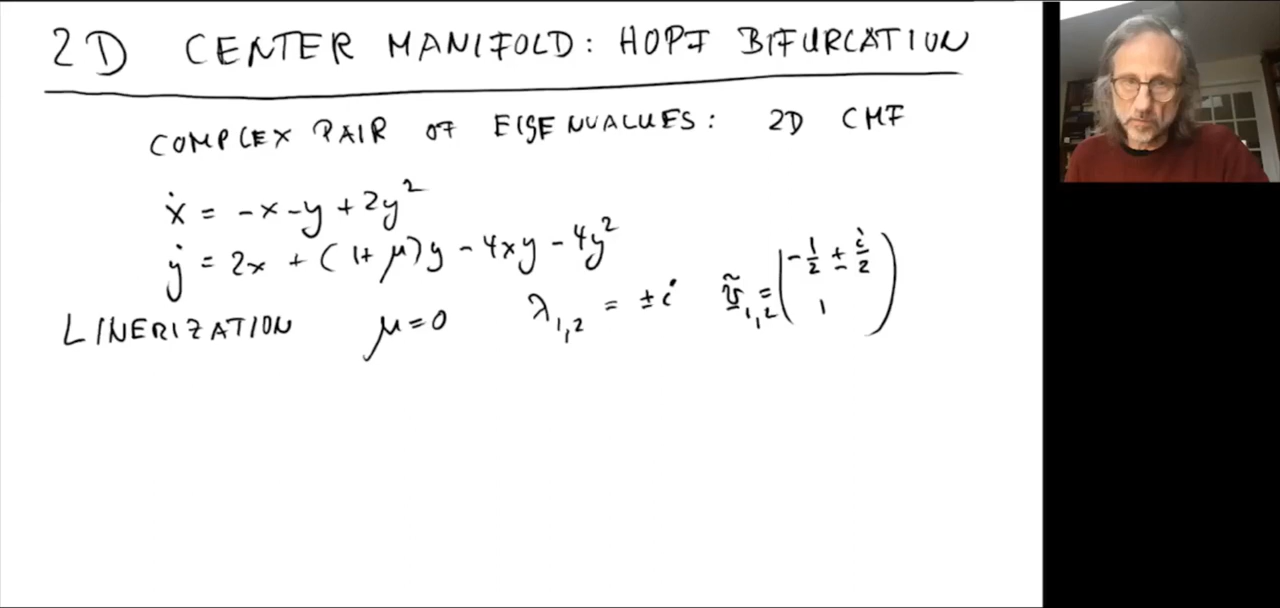 2D CENTER MANIFOLD: HOPF BIFURCATION
COMPLEX PAIR OF EIGENVALUES: 2D CMF
ẋ = -x-y+2y²
ẏ = 2x + (1+μ)y - 4xy - 4y²
LINERIZATION μ=0 λ₁,₂ = ±i ṽ₁,₂ = (-1/2 ± i/2
1)